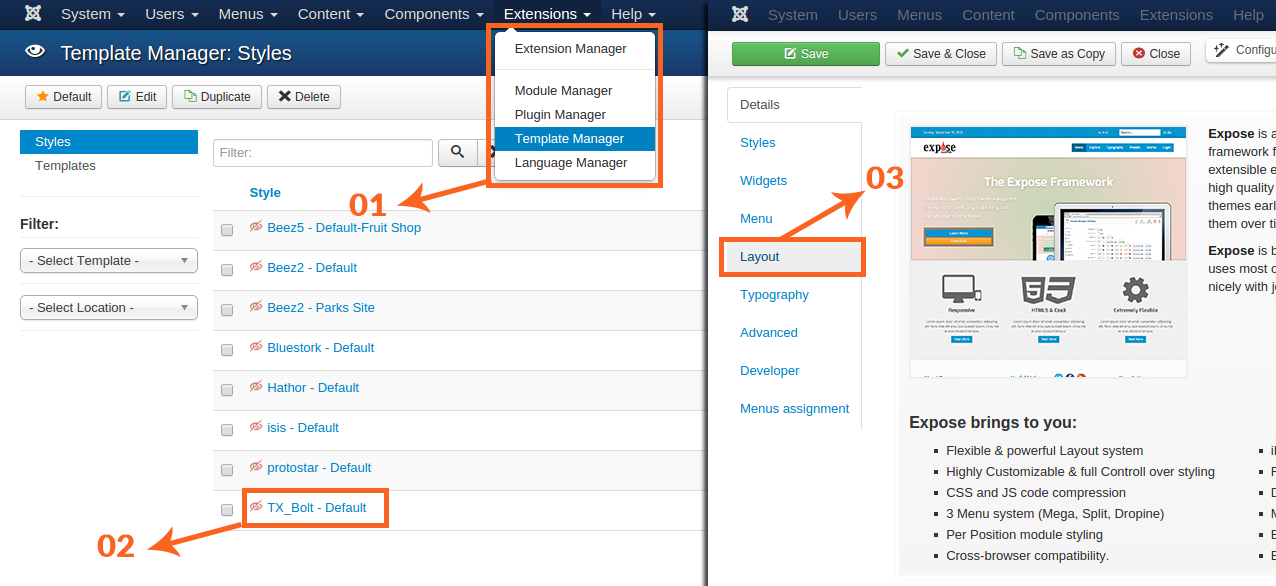 System Users Menus Content Components Extensions Help
Template Manager: Styles
Default Edit Duplicate Delete
Styles
Templates
Filter:
- Select Template -
- Select Location -
Filter:
Extension Manager
Module Manager
Plugin Manager
Template Manager
Language Manager
01
Style
Beez5 - Default-Fruit Shop
Beez2 - Default
Beez2 - Parks Site
Bluestork - Default
Hathor - Default
isis - Default
protostar - Default
TX_Bolt - Default
02
System Users Menus Content Components Extensions Help
Save Save & Close Save as Copy Close Configu
Details
Styles
Widgets
Menu
Layout
Typography
Advanced
Developer
Menus assignment
03
expose
The Expose Framework
Responsive
HTML5 & Css3
Extremely Flexible
Expose is a
framework f
extensible e
high quality
themes earl
them over ti
Expose is b
uses most o
nicely with j
Expose brings to you:
Flexible & powerful Layout system
Highly Customizable & full Controll over styling
CSS and JS code compression
3 Menu system (Mega, Split, Dropine)
Per Position module styling
Cross-browser compatibility.